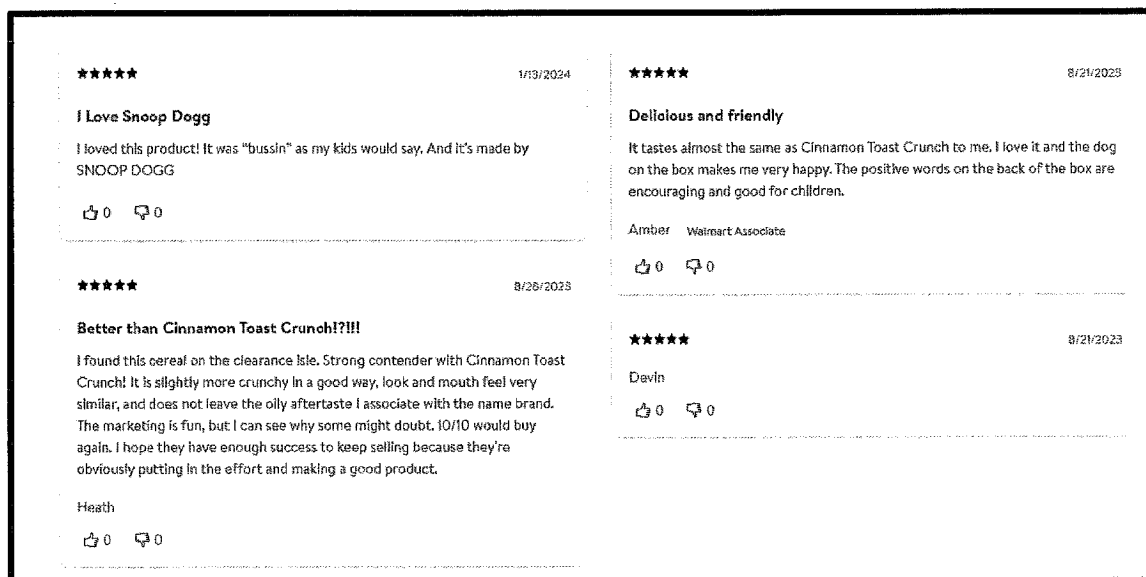 ★★★★★ 1/13/2024
I Love Snoop Dogg
I loved this product! It was "bussin" as my kids would say. And it's made by
SNOOP DOGG
0 0
★★★★★ 8/26/2023
Better than Cinnamon Toast Crunch!?!!!
I found this cereal on the clearance isle. Strong contender with Cinnamon Toast
Crunch! It is slightly more crunchy in a good way, look and mouth feel very
similar, and does not leave the oily aftertaste I associate with the name brand.
The marketing is fun, but I can see why some might doubt. 10/10 would buy
again. I hope they have enough success to keep selling because they're
obviously putting in the effort and making a good product.
Heath
0 0
★★★★★ 8/21/2023
Delicious and friendly
It tastes almost the same as Cinnamon Toast Crunch to me. I love it and the dog
on the box makes me very happy. The positive words on the back of the box are
encouraging and good for children.
Amber Walmart Associate
0 0
★★★★★ 8/21/2023
Devin
0 0